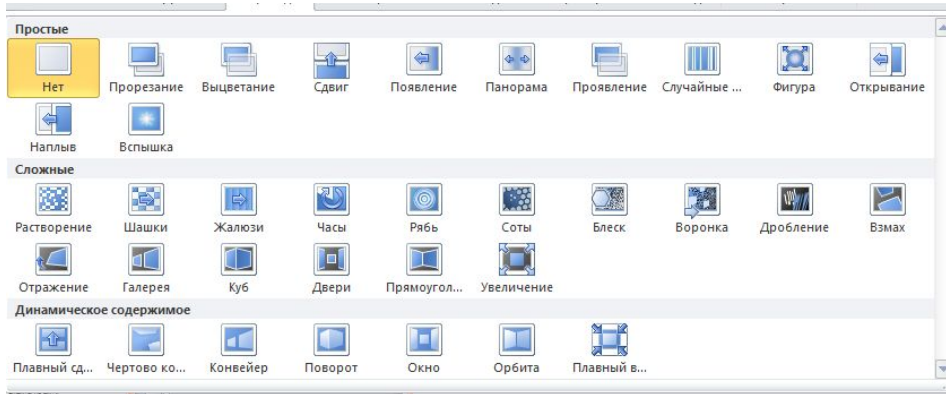 Простые
Нет Прорезание Выцветание Сдвиг Появление Панорама Проявление Случайные ... Фигура Открывание
Наплыв Вспышка
Сложные
Растворение Шашки Жалюзи Часы Рябь Соты Блеск Воронка Дробление Взмах
Отражение Галерея Куб Двери Прямоугол... Увеличение
Динамическое содержимое
Плавный сд... Чертово ко... Конвейер Поворот Окно Орбита Плавный в...